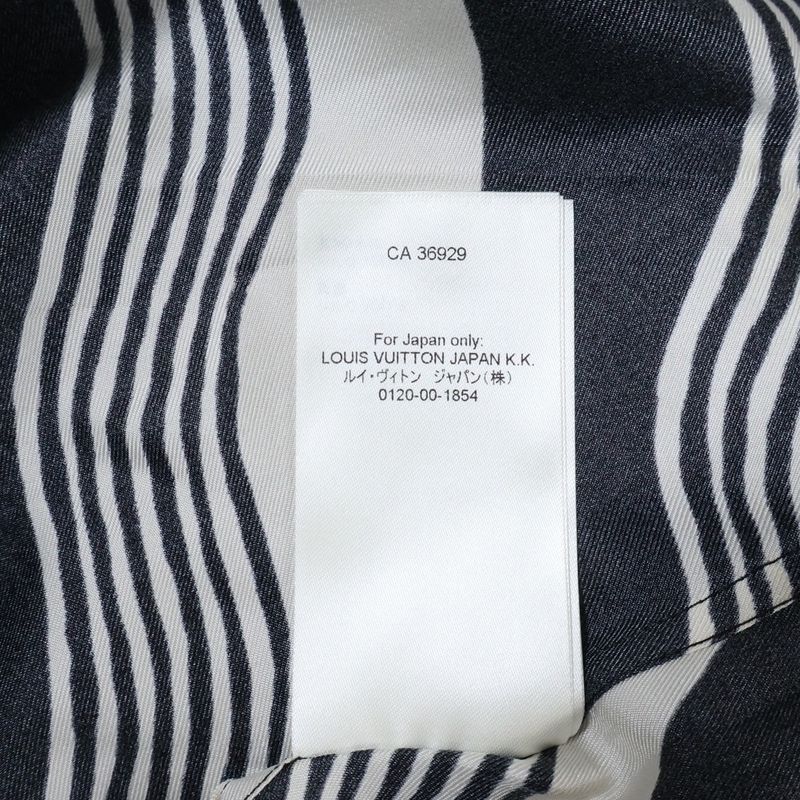 CA 36929
For Japan only:
LOUIS VUITTON JAPAN K.K.
ルイ・ヴィトン ジャパン(株)
0120-00-1854